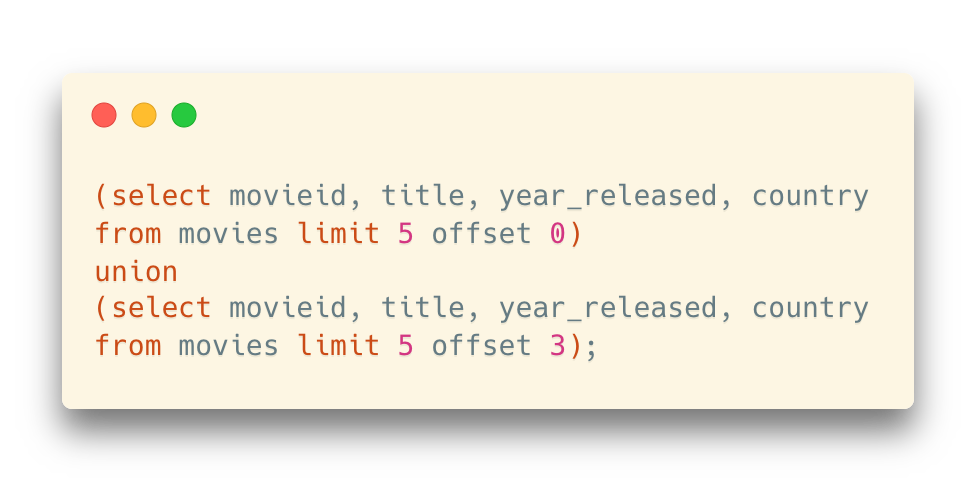 (select movieid, title, year_released, country
from movies limit 5 offset 0)
union
(select movieid, title, year_released, country
from movies limit 5 offset 3);